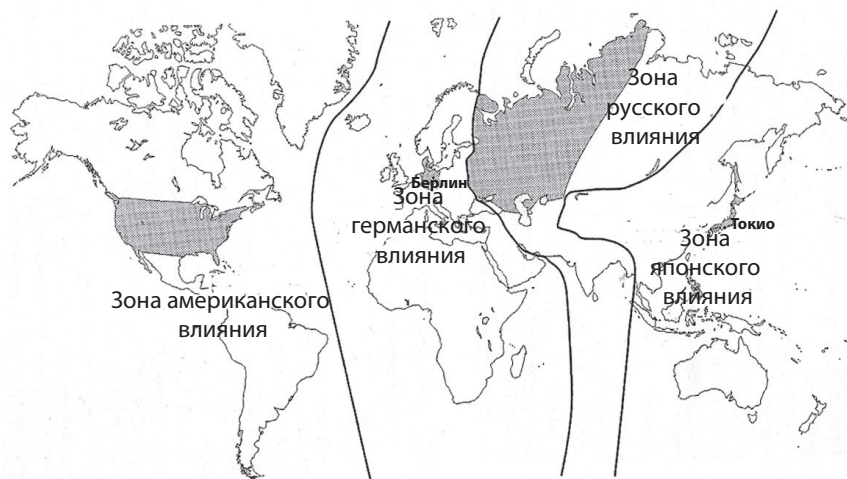 Зона
русского
влияния
Берлин
Зона
германского
влияния
Токио
Зона
японского
влияния
Зона американского
влияния